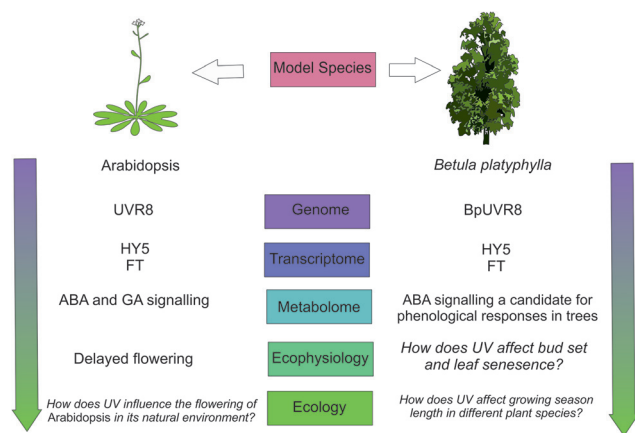 Model Species
Arabidopsis
Betula platyphylla
UVR8
Genome
BpUVR8
HY5
FT
Transcriptome
HY5
FT
ABA and GA signalling
Metabolome
ABA signalling a candidate for
phenological responses in trees
Delayed flowering
Ecophysiology
How does UV affect bud set
and leaf senesence?
How does UV influence the flowering of
Arabidopsis in its natural environment?
Ecology
How does UV affect growing season
length in different plant species?